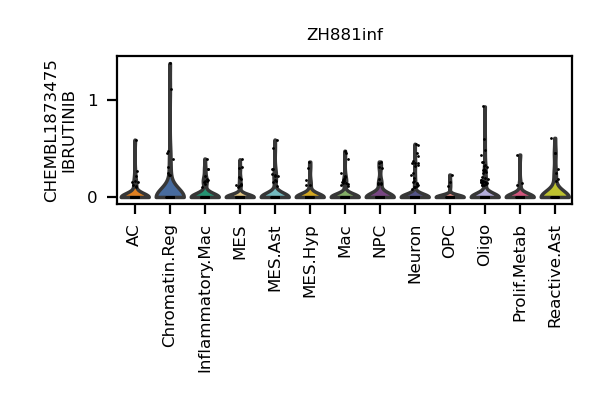 ZH881inf
CHEMBL1873475
IBRUTINIB
1
0
AC
Chromatin.Reg
Inflammatory.Mac
MES
MES.Ast
MES.Hyp
Mac
NPC
Neuron
OPC
Oligo
Prolif.Metab
Reactive.Ast